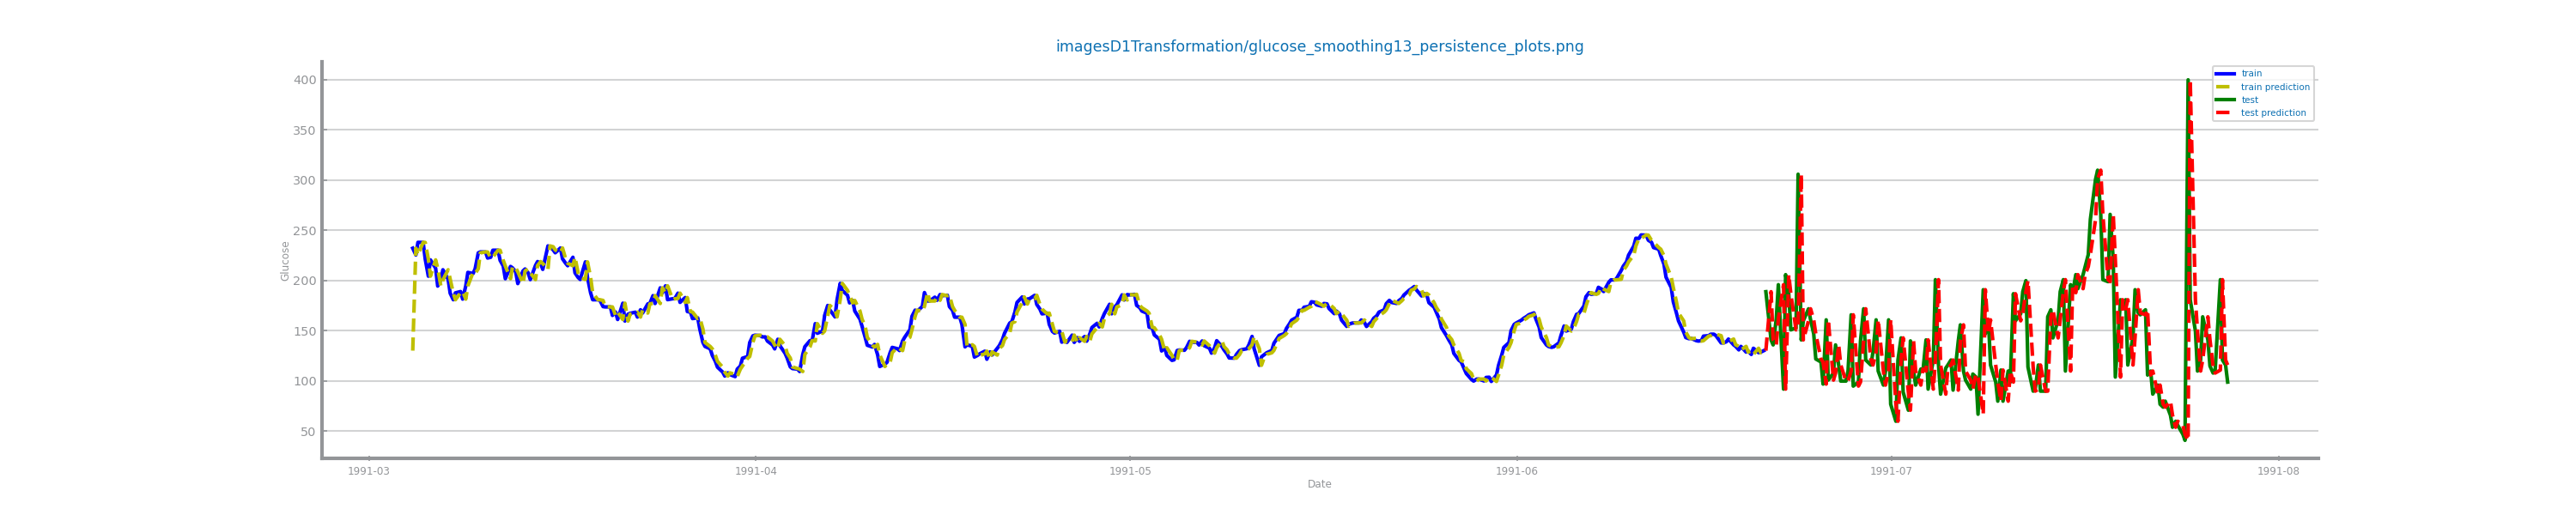 imagesD1Transformation/glucose_smoothing13_persistence_plots.png
400
350
300
250
200
150
100
50
Glucose
train
train prediction
test
test prediction
1991-03
1991-04
1991-05
1991-06
1991-07
1991-08
Date